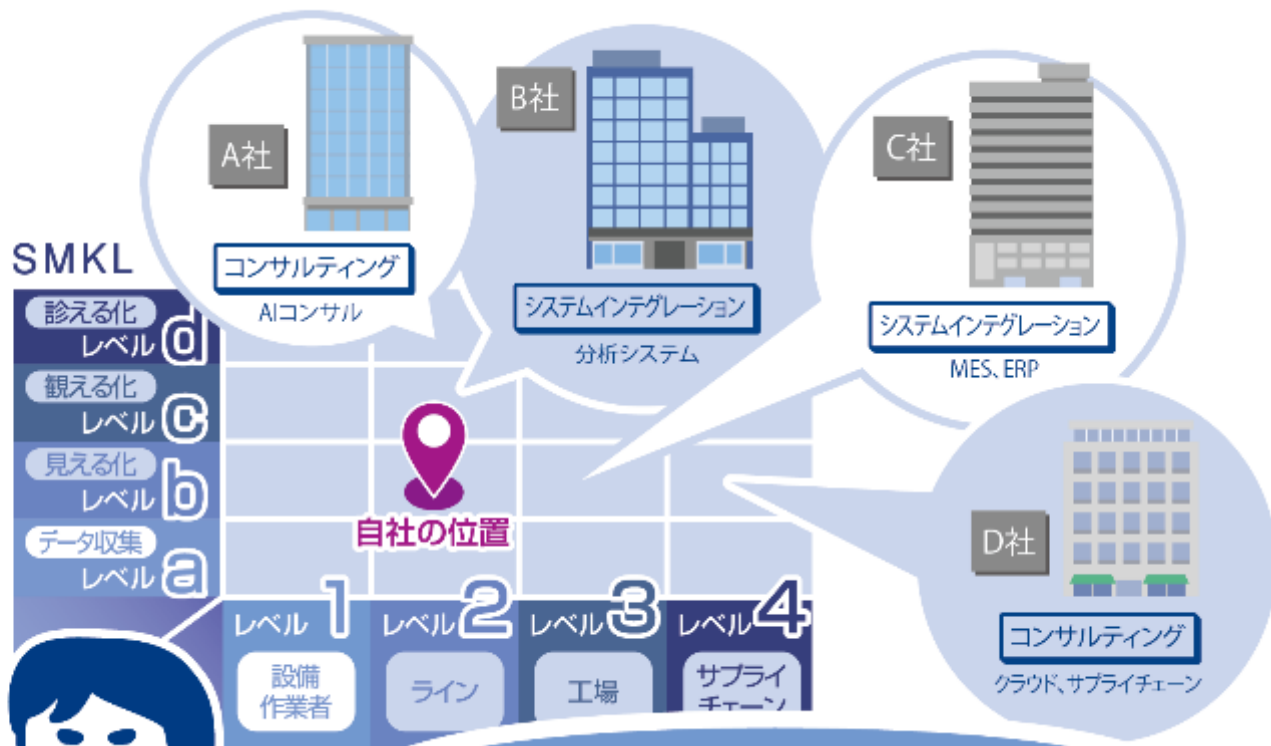 A社
コンサルティング
AIコンサル
B社
システムインテグレーション
分析システム
C社
システムインテグレーション
MES、ERP
D社
コンサルティング
クラウド、サプライチェーン
SMKL
診える化
レベル d
観える化
レベル c
見える化
レベル b
データ収集
レベル a
自社の位置
レベル 1
設備
作業者
レベル 2
ライン
レベル 3
工場
レベル 4
サプライ
チェーン